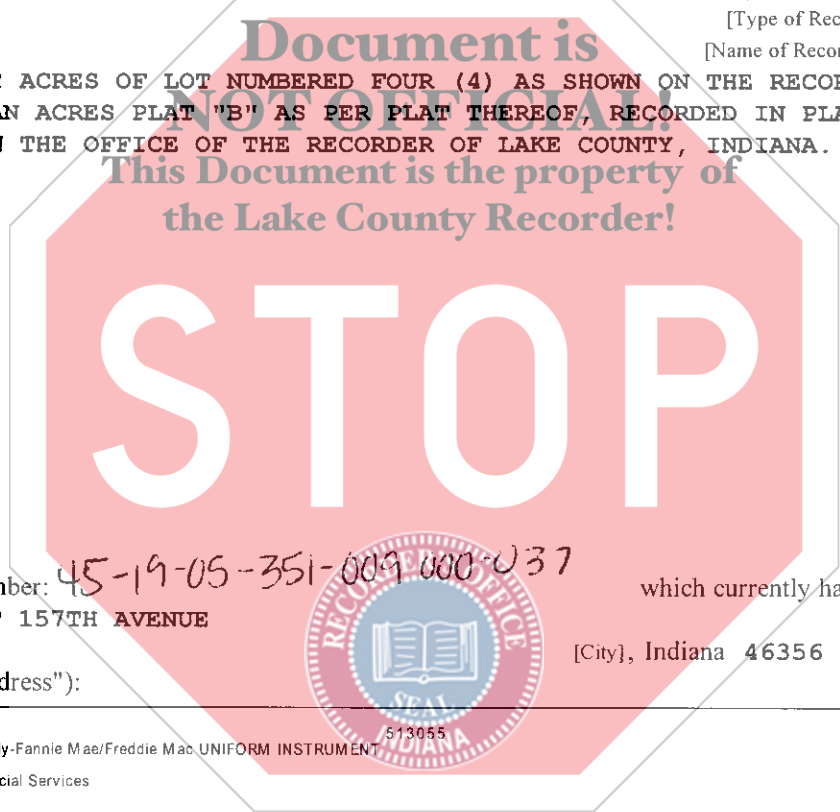 [Type of Rec
Document is
[Name of Recor
ACRES OF LOT NUMBERED FOUR (4) AS SHOWN ON THE RECOR
AN ACRES PLAT "B" AS PER PLAT THEREOF, RECORDED IN PLA
THE OFFICE OF THE RECORDER OF LAKE COUNTY, INDIANA.
NOT OFFICIAL!
This Document is the property of
the Lake County Recorder!
STOP
ber: 45-19-05-351-009 000-037 which currently ha
157TH AVENUE
[City], Indiana 46356
dress"):
RECORDER'S OFFICE
SEAL
INDIANA
513055
ly-Fannie Mae/Freddie Mac UNIFORM INSTRUMENT
cial Services